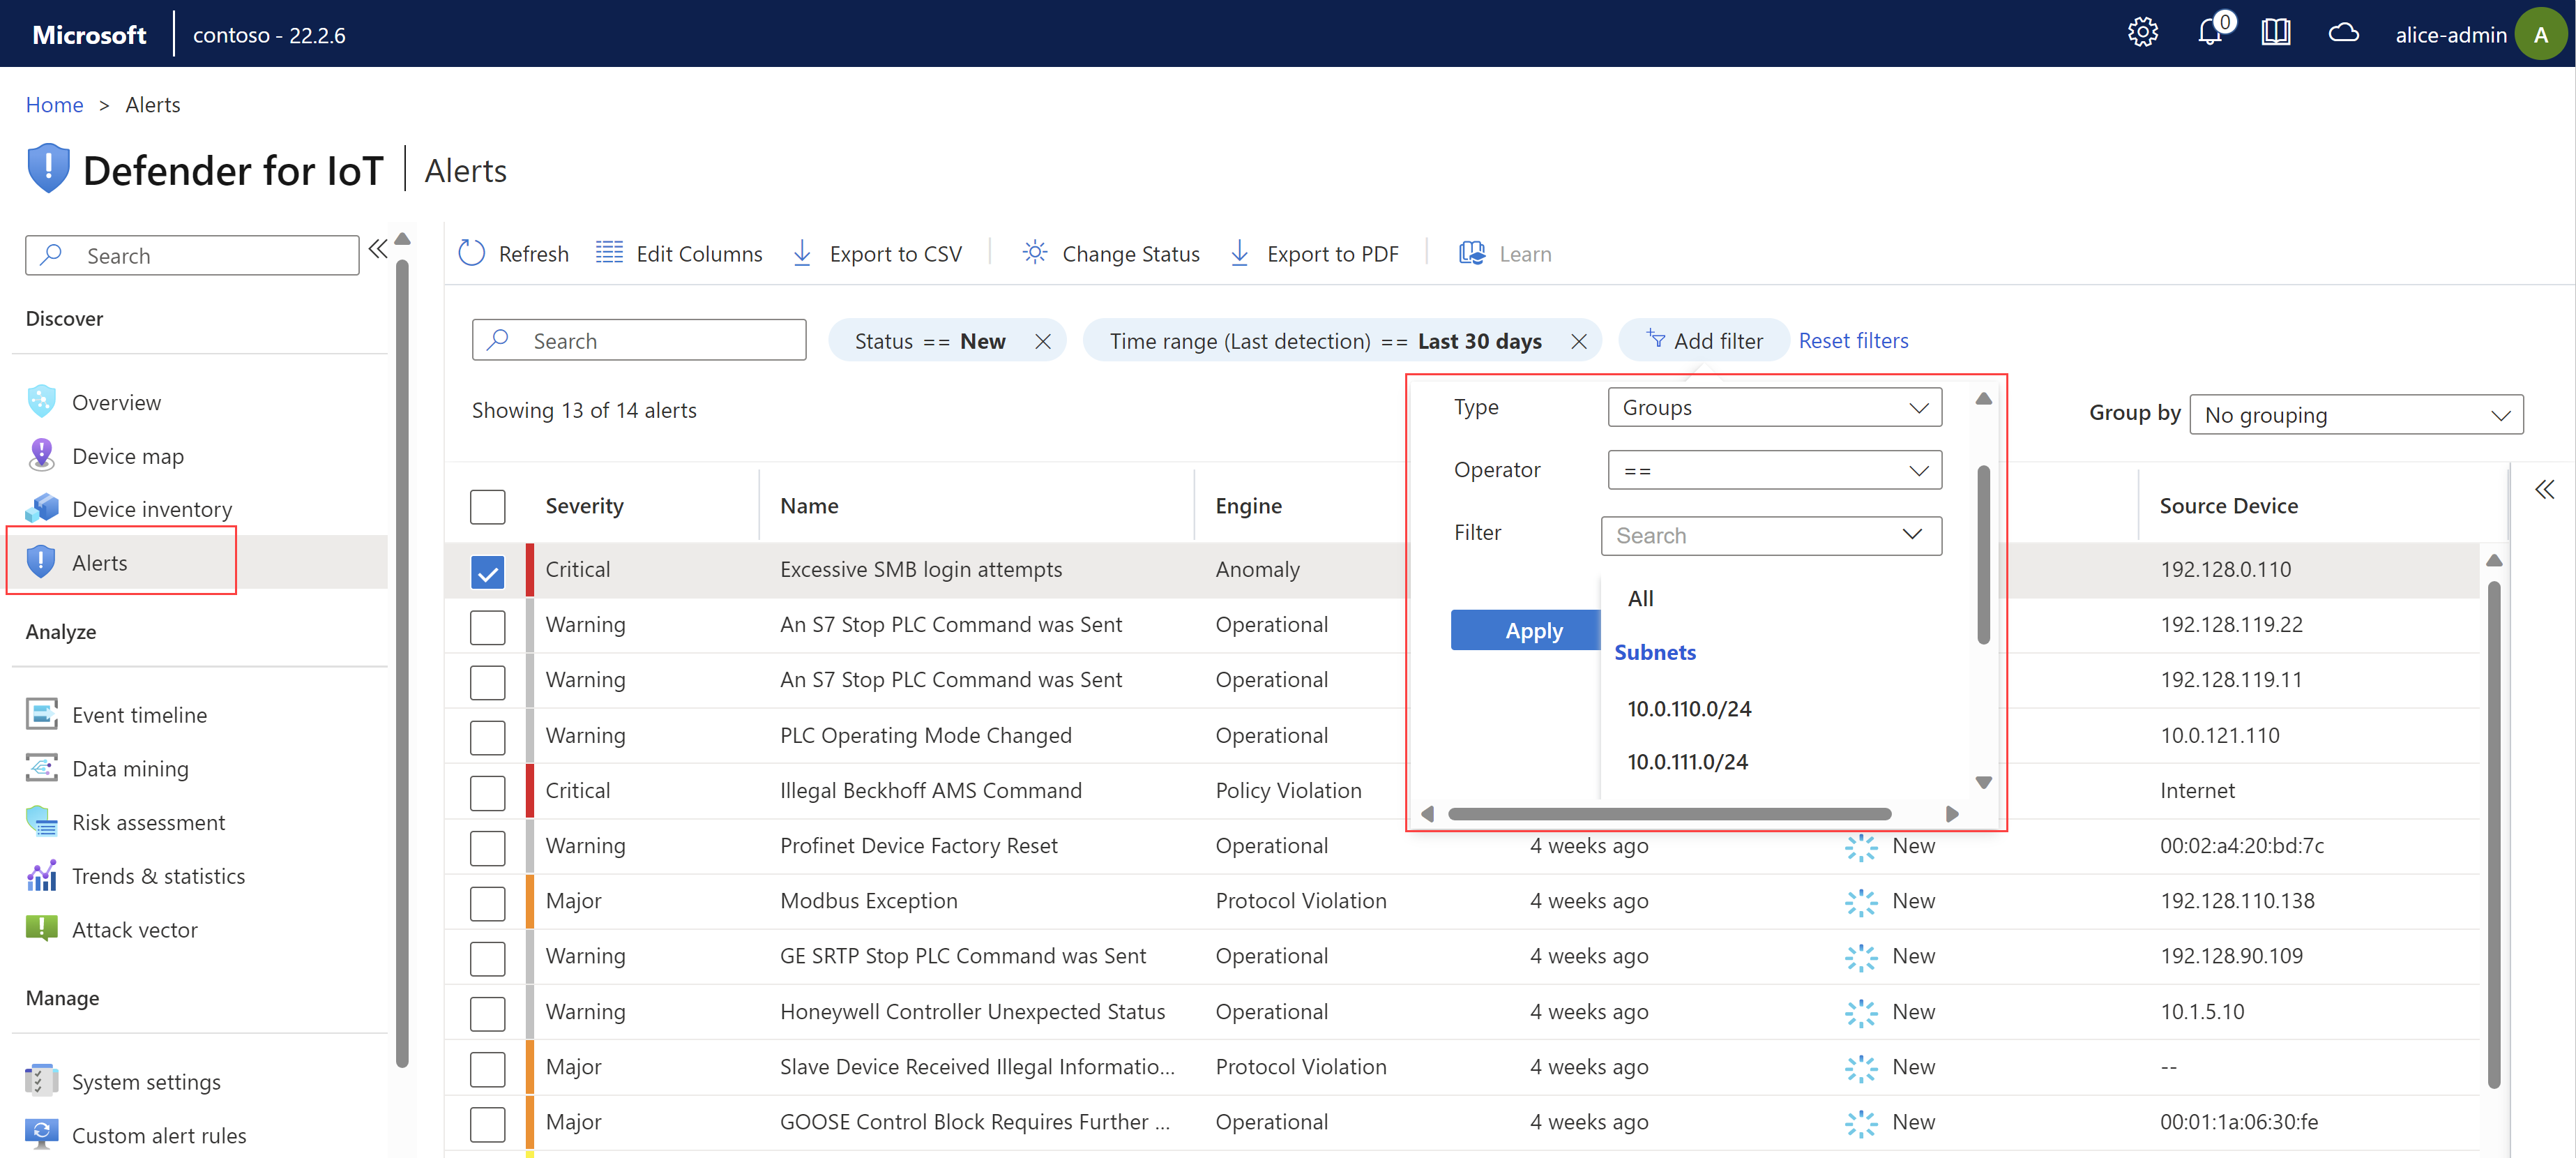 Microsoft contoso - 22.2.6 0 alice-admin A
Home > Alerts
Defender for IoT Alerts
Search
Discover
Overview
Device map
Device inventory
Alerts
Analyze
Event timeline
Data mining
Risk assessment
Trends & statistics
Attack vector
Manage
System settings
Custom alert rules
Refresh Edit Columns Export to CSV Change Status Export to PDF Learn
Search Status == New Time range (Last detection) == Last 30 days Add filter Reset filters
Showing 13 of 14 alerts
Group by No grouping
Type Groups
Operator ==
Filter Search
All
Apply
Subnets
10.0.110.0/24
10.0.111.0/24
Severity Name Engine Source Device
Critical Excessive SMB login attempts Anomaly 192.128.0.110
Warning An S7 Stop PLC Command was Sent Operational 192.128.119.22
Warning An S7 Stop PLC Command was Sent Operational 192.128.119.11
Warning PLC Operating Mode Changed Operational 10.0.121.110
Critical Illegal Beckhoff AMS Command Policy Violation Internet
Warning Profinet Device Factory Reset Operational 4 weeks ago New 00:02:a4:20:bd:7c
Major Modbus Exception Protocol Violation 4 weeks ago New 192.128.110.138
Warning GE SRTP Stop PLC Command was Sent Operational 4 weeks ago New 192.128.90.109
Warning Honeywell Controller Unexpected Status Operational 4 weeks ago New 10.1.5.10
Major Slave Device Received Illegal Informatio... Protocol Violation 4 weeks ago New --
Major GOOSE Control Block Requires Further ... Operational 4 weeks ago New 00:01:1a:06:30:fe